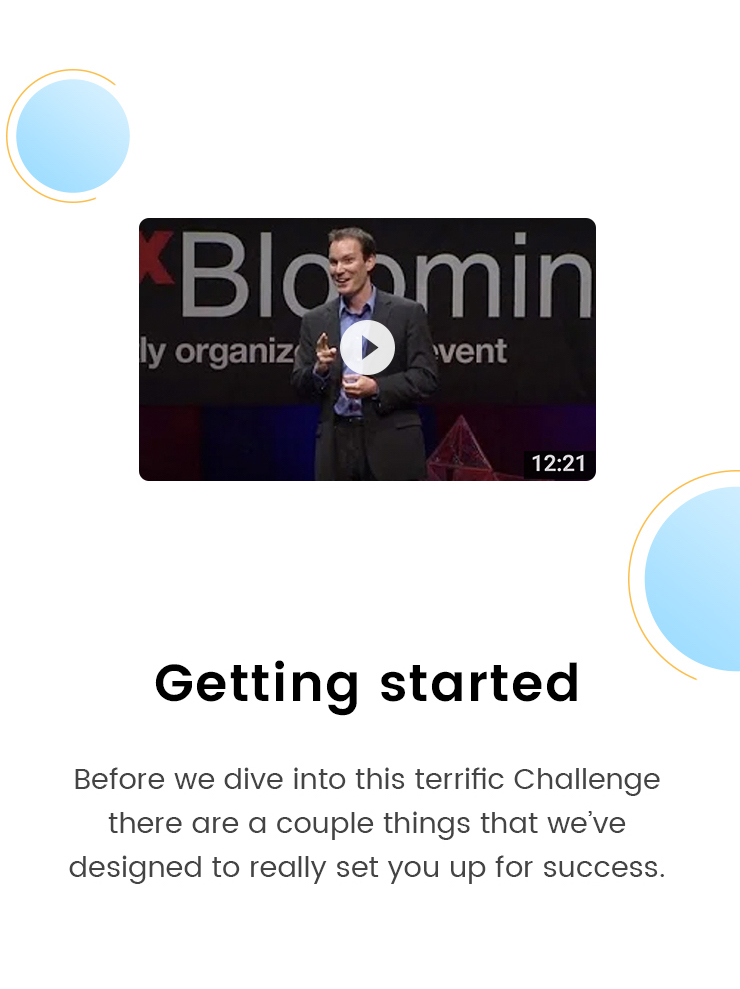 xBloomin
ly organiz event
12:21
Getting started
Before we dive into this terrific Challenge
there are a couple things that we’ve
designed to really set you up for success.